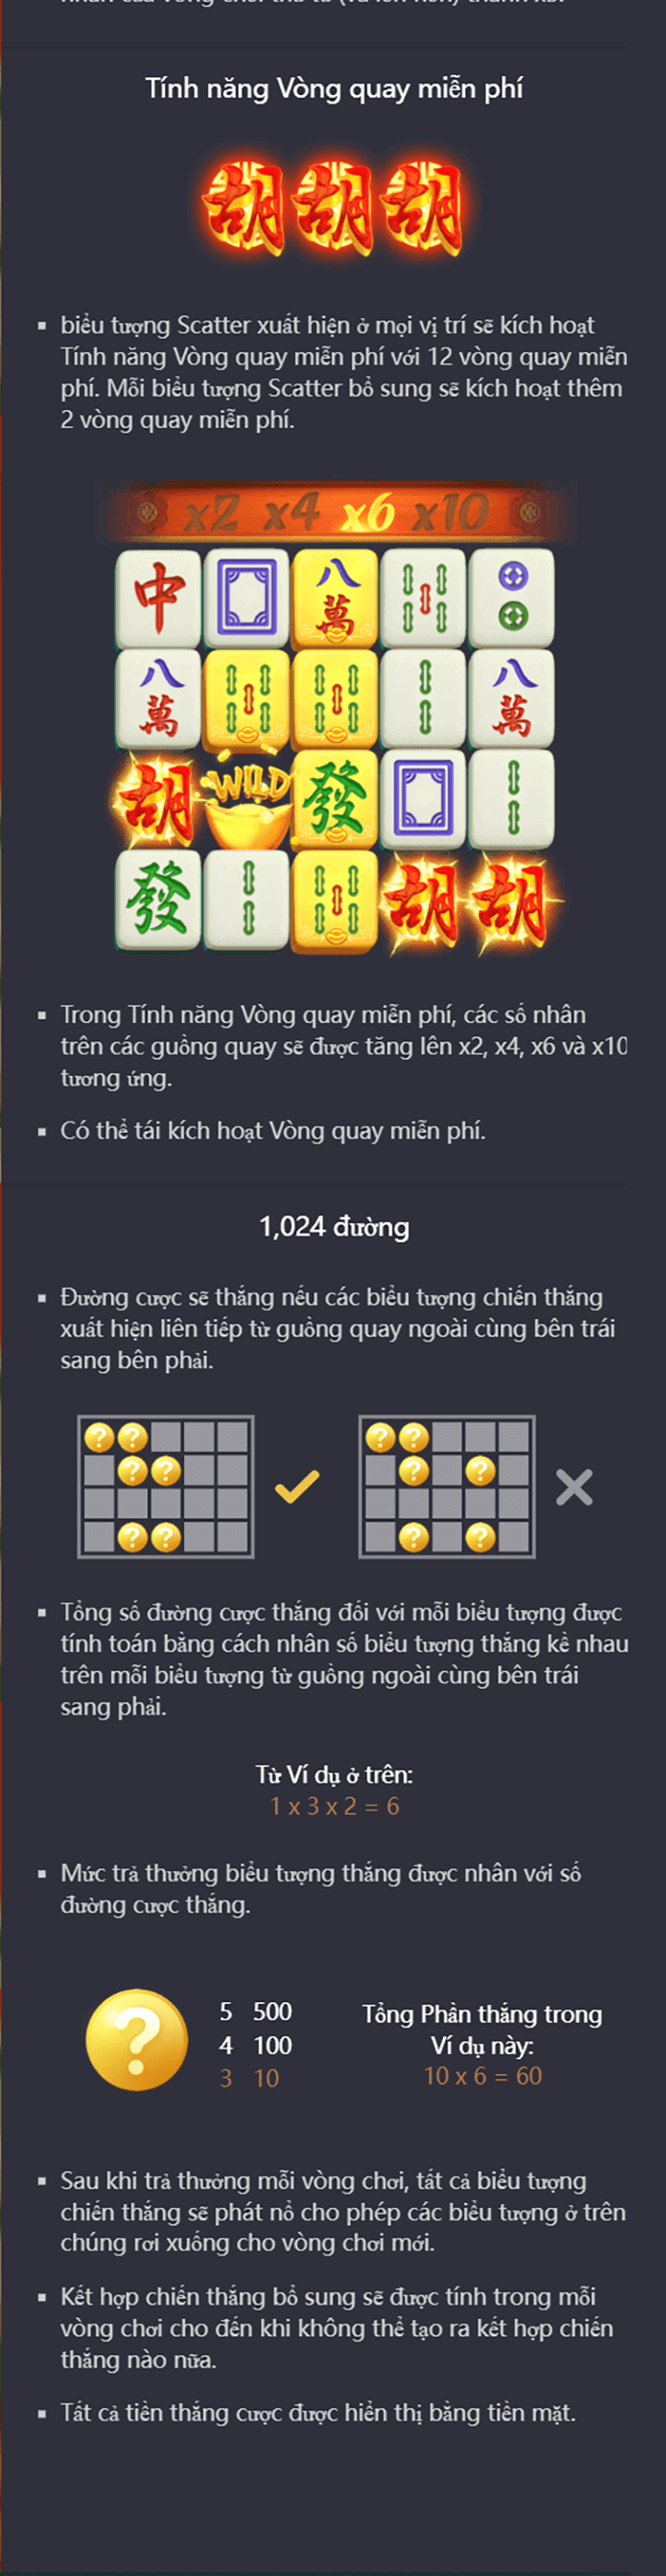 Tính năng Vòng quay miễn phí
胡胡胡
biểu tượng Scatter xuất hiện ở mọi vị trí sẽ kích hoạt
Tính năng Vòng quay miễn phí với 12 vòng quay miễn
phí. Mỗi biểu tượng Scatter bổ sung sẽ kích hoạt thêm
2 vòng quay miễn phí.
x2 x4 x6 x10
中 八萬
八萬 八萬
胡 WILD 發
發 胡 胡
Trong Tính năng Vòng quay miễn phí, các số nhân
trên các guồng quay sẽ được tăng lên x2, x4, x6 và x10
tương ứng.
Có thể tái kích hoạt Vòng quay miễn phí.
1,024 đường
Đường cược sẽ thắng nếu các biểu tượng chiến thắng
xuất hiện liên tiếp từ guồng quay ngoài cùng bên trái
sang bên phải.
? ? ? ?
? ? ? ?
? ? ? ?
Tổng số đường cược thắng đối với mỗi biểu tượng được
tính toán bằng cách nhân số biểu tượng thắng kề nhau
trên mỗi biểu tượng từ guồng ngoài cùng bên trái
sang phải.
Từ Ví dụ ở trên:
1 x 3 x 2 = 6
Mức trả thưởng biểu tượng thắng được nhân với số
đường cược thắng.
?
5 500
4 100
3 10
Tổng Phần thắng trong
Ví dụ này:
10 x 6 = 60
Sau khi trả thưởng mỗi vòng chơi, tất cả biểu tượng
chiến thắng sẽ phát nổ cho phép các biểu tượng ở trên
chúng rơi xuống cho vòng chơi mới.
Kết hợp chiến thắng bổ sung sẽ được tính trong mỗi
vòng chơi cho đến khi không thể tạo ra kết hợp chiến
thắng nào nữa.
Tất cả tiền thắng cược được hiển thị bằng tiền mặt.